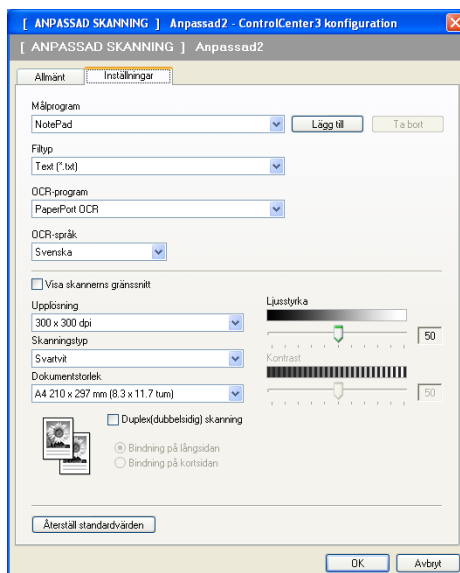 [ ANPASSAD SKANNING ] Anpassad2 - ControlCenter3 konfiguration
[ ANPASSAD SKANNING ] Anpassad2
Allmänt Inställningar
Målprogram
NotePad Lägg till Ta bort
Filtyp
Text (*.txt)
OCR-program
PaperPort OCR
OCR-språk
Svenska
Visa skannerns gränssnitt
Upplösning Ljusstyrka
300 x 300 dpi 50
Skanningstyp
Svartvit Kontrast
Dokumentstorlek
A4 210 x 297 mm (8.3 x 11.7 tum) 50
Duplex(dubbelsidig) skanning
Bindning på långsidan
Bindning på kortsidan
Återställ standardvärden
OK Avbryt